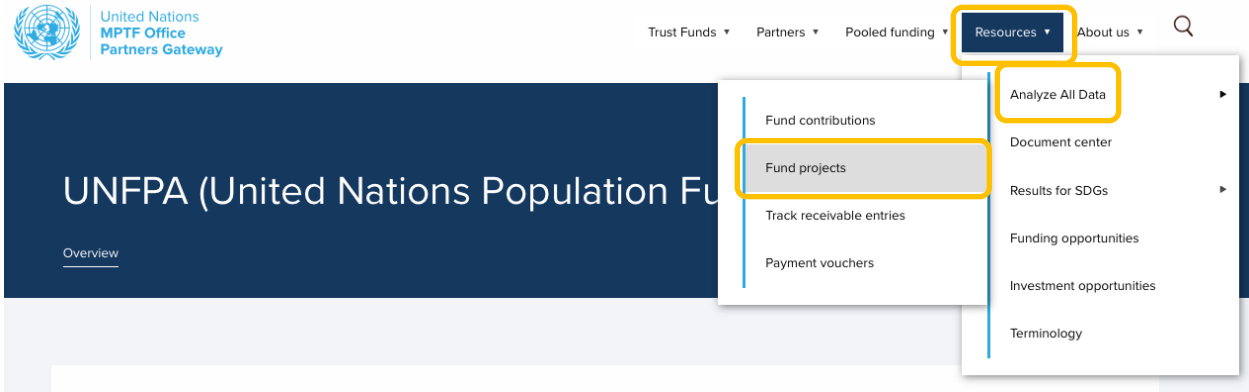 United Nations
MPTF Office
Partners Gateway
Trust Funds
Partners
Pooled funding
Resources
About us
Analyze All Data
Document center
Results for SDGs
Funding opportunities
Investment opportunities
Terminology
Fund contributions
Fund projects
Track receivable entries
Payment vouchers
UNFPA (United Nations Population Fu
Overview